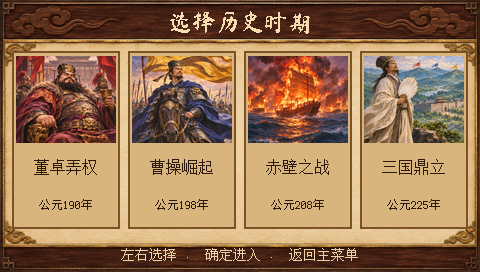 选择历史时期
董卓弄权
公元190年
曹操崛起
公元198年
赤壁之战
公元208年
三国鼎立
公元225年
左右选择 · 确定进入 · 返回主菜单